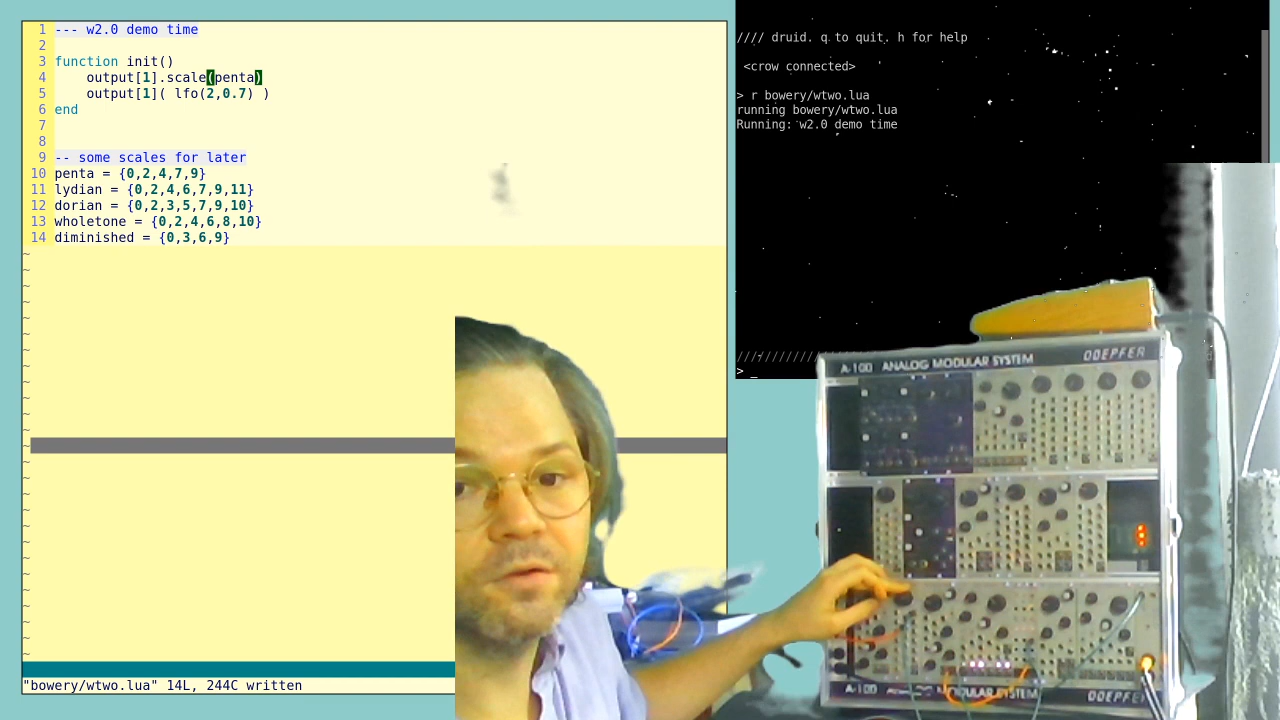 1 --- w2.0 demo time
2
3 function init()
4     output[1].scale(penta)
5     output[1]( lfo(2,0.7) )
6 end
7
8
9 -- some scales for later
10 penta = {0,2,4,7,9}
11 lydian = {0,2,4,6,7,9,11}
12 dorian = {0,2,3,5,7,9,10}
13 wholetone = {0,2,4,6,8,10}
14 diminished = {0,3,6,9}
"bowery/wtwo.lua" 14L, 244C written
//// druid. q to quit. h for help
<crow connected>
> r bowery/wtwo.lua
running bowery/wtwo.lua
Running: w2.0 demo time
> _
A-100 ANALOG MODULAR SYSTEM DOEPFER
A-100 ANALOG MODULAR SYSTEM DOEPFER